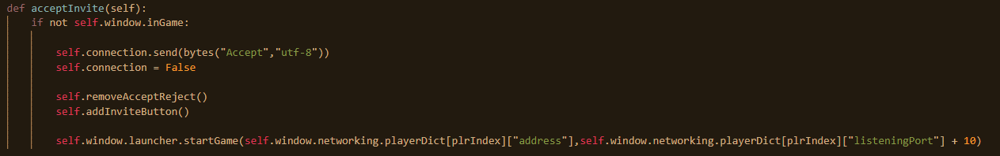 def acceptInvite(self):
if not self.window.inGame:
self.connection.send(bytes("Accept","utf-8"))
self.connection = False
self.removeAcceptReject()
self.addInviteButton()
self.window.launcher.startGame(self.window.networking.playerDict[plrIndex]["address"],self.window.networking.playerDict[plrIndex]["listeningPort"] + 10)